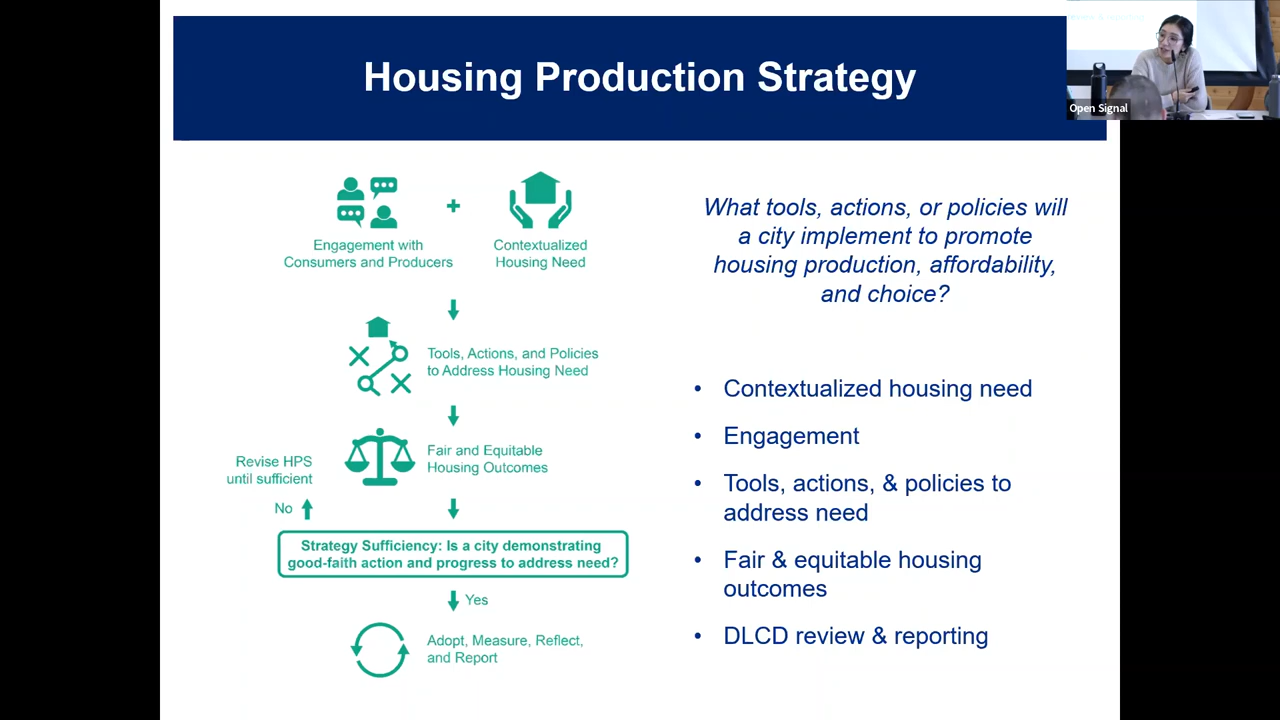 Housing Production Strategy
Open Signal
Engagement with
Consumers and Producers
+
Contextualized
Housing Need
Tools, Actions, and Policies
to Address Housing Need
Fair and Equitable
Housing Outcomes
Revise HPS
until sufficient
No
Strategy Sufficiency: Is a city demonstrating
good-faith action and progress to address need?
Yes
Adopt, Measure, Reflect,
and Report
What tools, actions, or policies will
a city implement to promote
housing production, affordability,
and choice?
• Contextualized housing need
• Engagement
• Tools, actions, & policies to
address need
• Fair & equitable housing
outcomes
• DLCD review & reporting